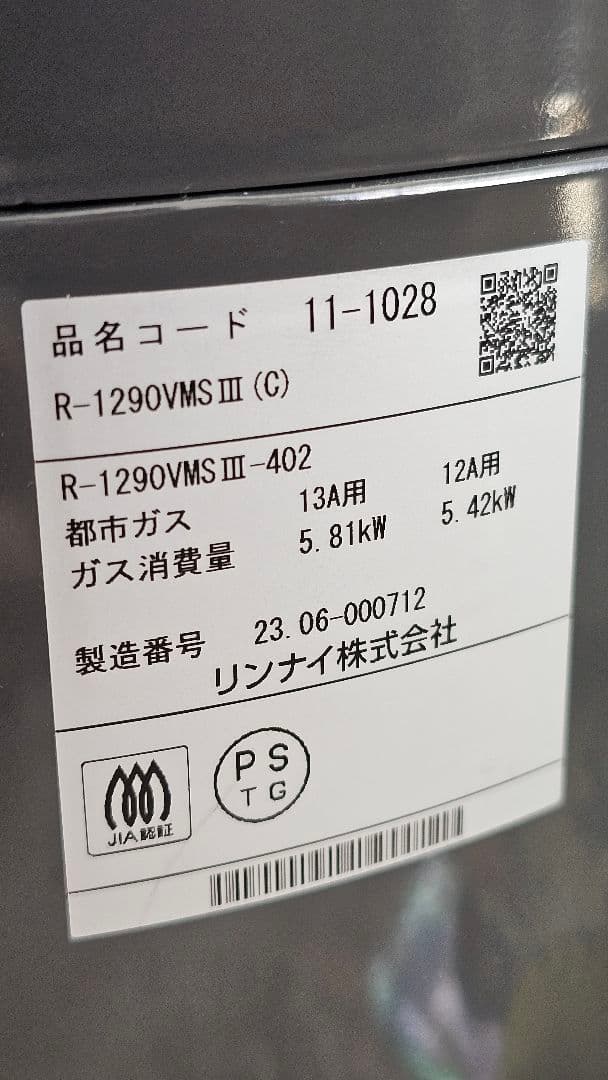 品名コード 11-1028
R-1290VMSⅢ(C)
R-1290VMSⅢ-402
都市ガス 13A用 12A用
ガス消費量 5.81kW 5.42kW
製造番号 23.06-000712
リンナイ株式会社
JIA認証
PS
TG